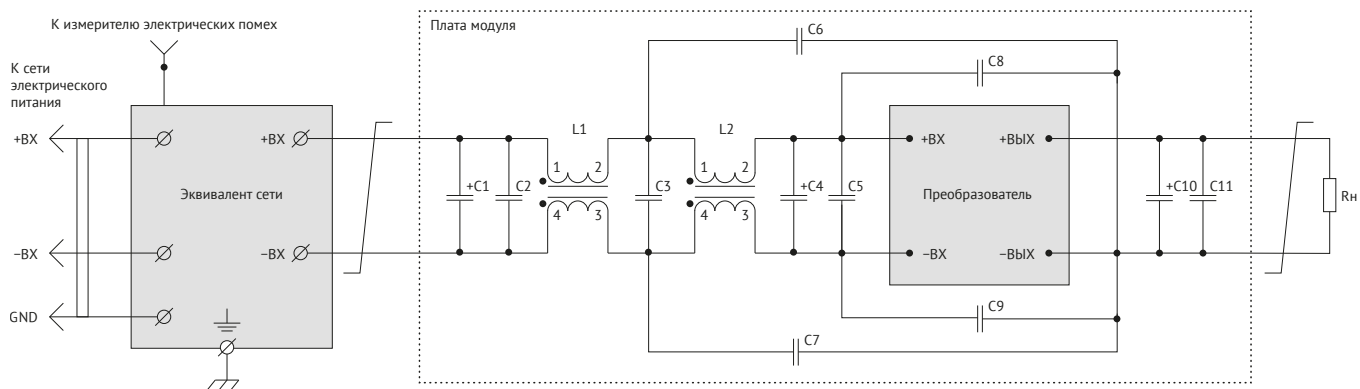 К измерителю электрических помех
Плата модуля
К сети
электрического
питания
+ВХ
−ВХ
GND
Эквивалент сети
+ВХ
−ВХ
+C1
C2
L1
1
2
4
3
C3
C6
C7
L2
1
2
4
3
+C4
C5
C8
C9
+ВХ
−ВХ
Преобразователь
+ВЫХ
−ВЫХ
+C10
C11
Rн